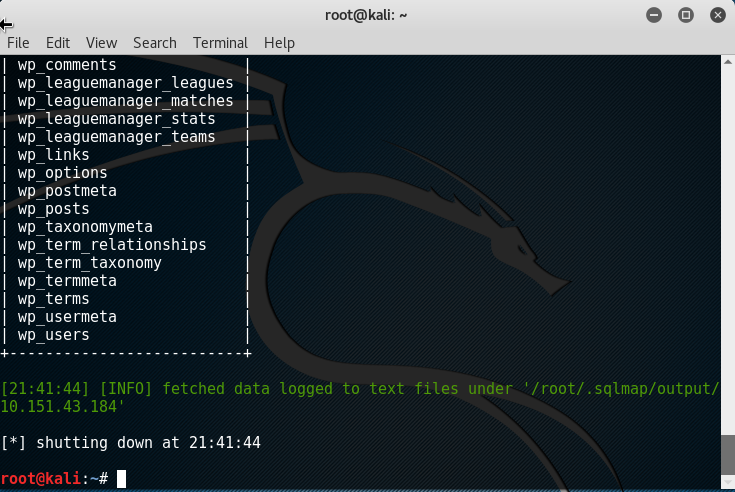 root@kali: ~
File Edit View Search Terminal Help
| wp_comments |
| wp_leaguemanager_leagues |
| wp_leaguemanager_matches |
| wp_leaguemanager_stats |
| wp_leaguemanager_teams |
| wp_links |
| wp_options |
| wp_postmeta |
| wp_posts |
| wp_taxonomymeta |
| wp_term_relationships |
| wp_term_taxonomy |
| wp_termmeta |
| wp_terms |
| wp_usermeta |
| wp_users |
+--------------------------+
[21:41:44] [INFO] fetched data logged to text files under '/root/.sqlmap/output/
10.151.43.184'
[*] shutting down at 21:41:44
root@kali:~#